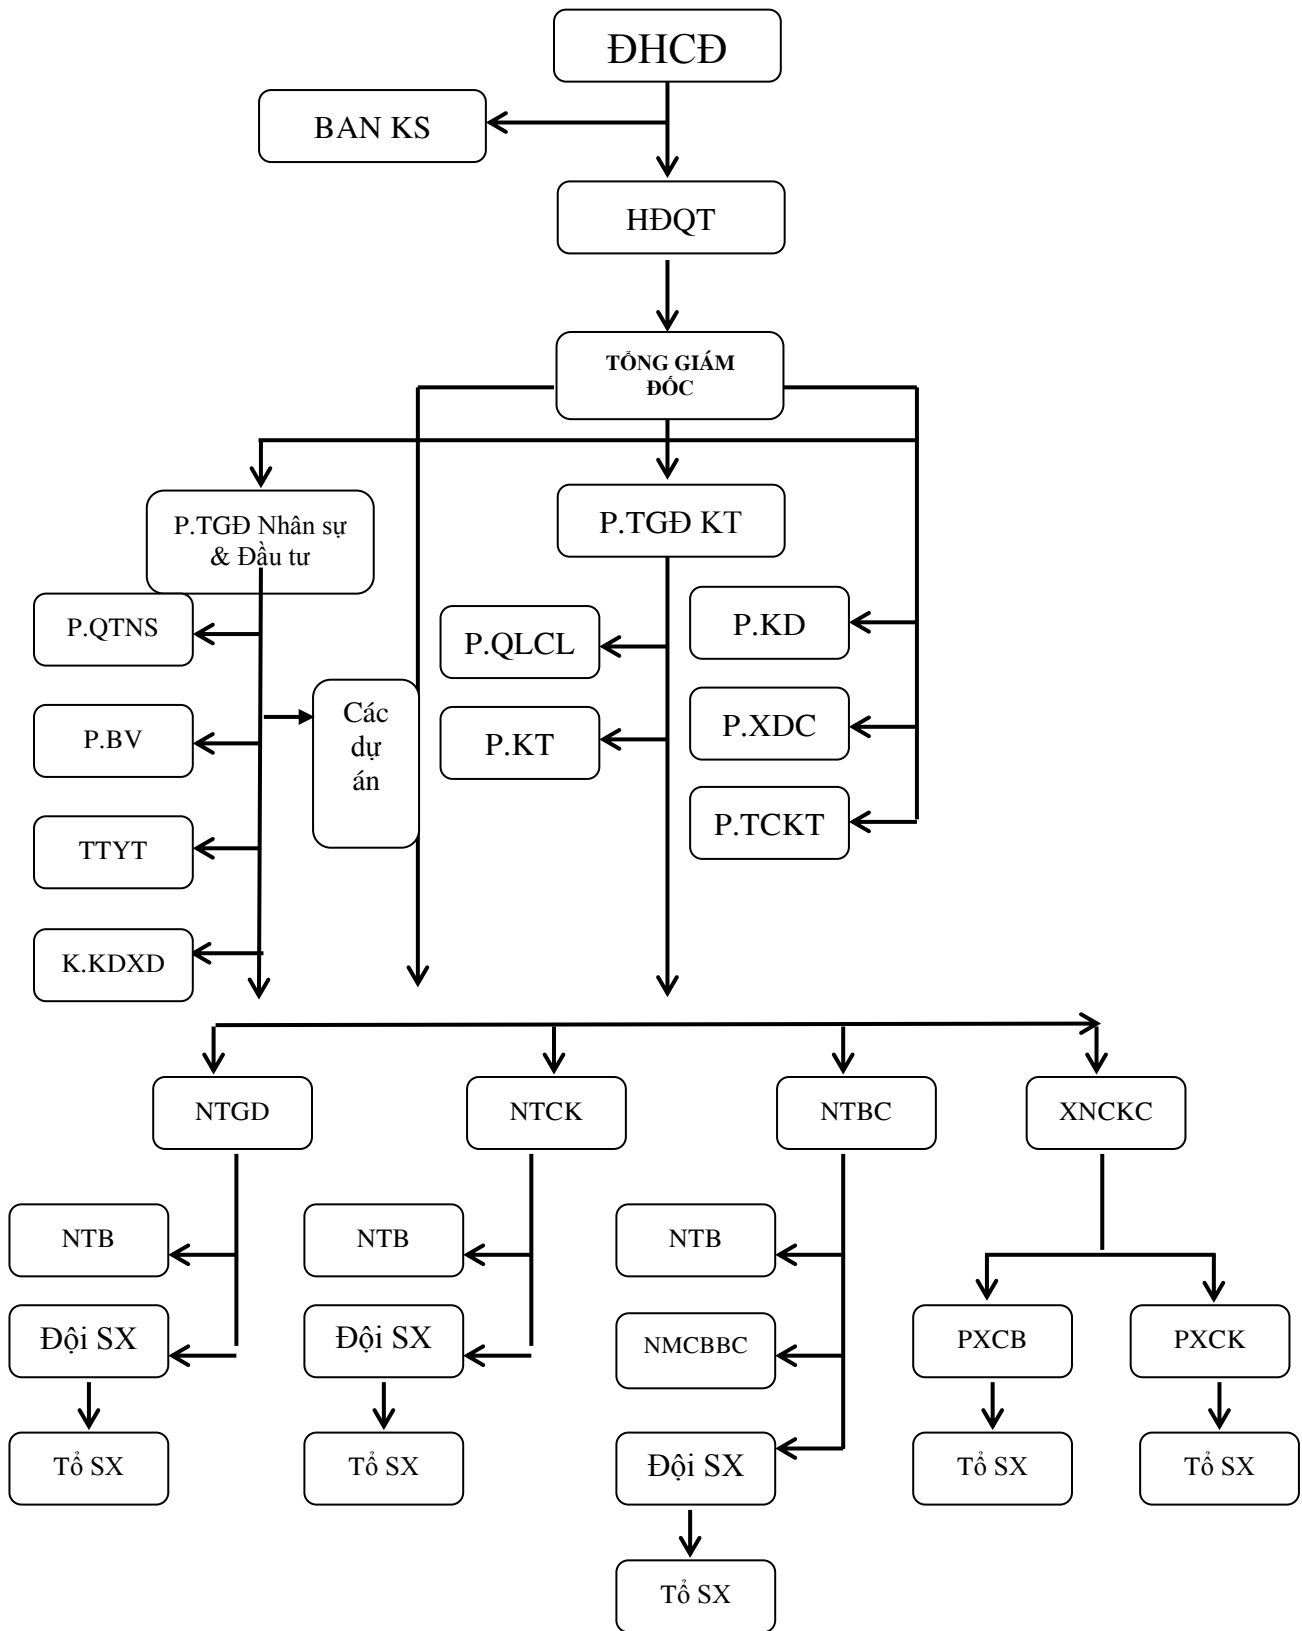 ĐHCĐ
BAN KS
HĐQT
TỔNG GIÁM
ĐỐC
P.TGĐ Nhân sự
& Đầu tư
P.TGĐ KT
P.QTNS
P.QLCL
P.KD
P.BV
Các
dự
án
P.KT
P.XDC
TTYT
P.TCKT
K.KDXD
NTGD
NTCK
NTBC
XNCKC
NTB
NTB
NTB
Đội SX
Đội SX
NMCBBC
PXCB
PXCK
Tổ SX
Tổ SX
Đội SX
Tổ SX
Tổ SX
Tổ SX